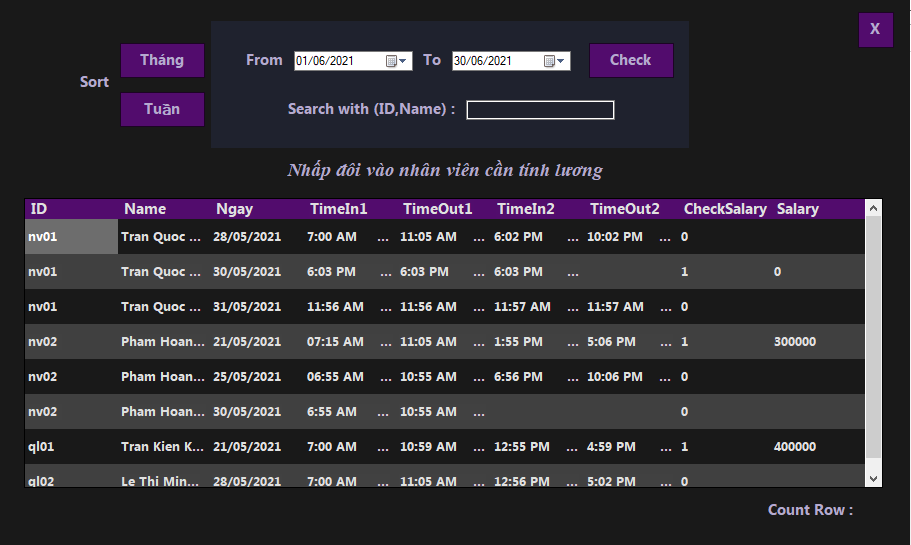 X
Sort
Tháng
Tuần
From 01/06/2021 To 30/06/2021 Check
Search with (ID,Name) :
Nhấp đôi vào nhân viên cần tính lương
ID Name Ngay TimeIn1 TimeOut1 TimeIn2 TimeOut2 CheckSalary Salary
nv01 Tran Quoc ... 28/05/2021 7:00 AM ... 11:05 AM ... 6:02 PM ... 10:02 PM ... 0
nv01 Tran Quoc ... 30/05/2021 6:03 PM ... 6:03 PM ... 6:03 PM ... 1 0
nv01 Tran Quoc ... 31/05/2021 11:56 AM ... 11:56 AM ... 11:57 AM ... 11:57 AM ... 0
nv02 Pham Hoan... 21/05/2021 07:15 AM ... 11:05 AM ... 1:55 PM ... 5:06 PM ... 1 300000
nv02 Pham Hoan... 25/05/2021 06:55 AM ... 10:55 AM ... 6:56 PM ... 10:06 PM ... 0
nv02 Pham Hoan... 30/05/2021 6:55 AM ... 10:55 AM ... 0
ql01 Tran Kien K... 21/05/2021 7:00 AM ... 10:59 AM ... 12:55 PM ... 4:59 PM ... 1 400000
ql02 Le Thi Min... 28/05/2021 7:00 AM ... 11:05 AM ... 12:56 PM ... 5:02 PM ... 0
Count Row :